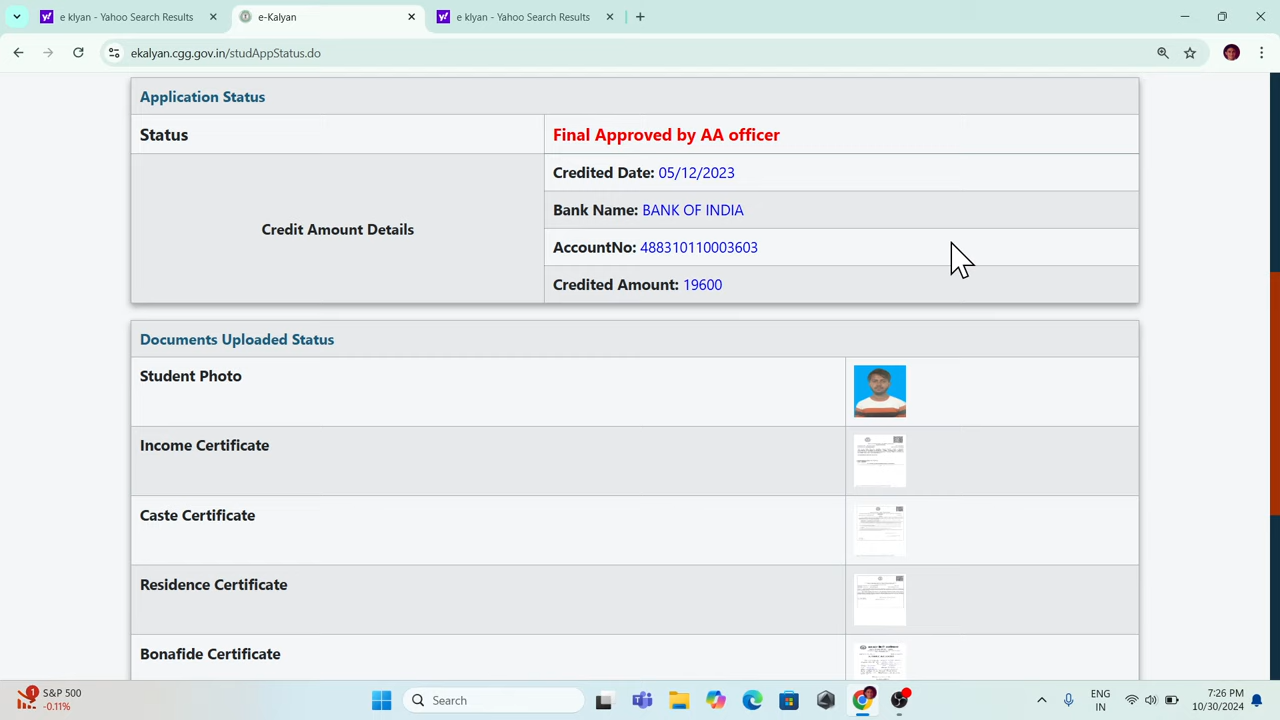 e klyan - Yahoo Search Results
e-Kalyan
e klyan - Yahoo Search Results
ekalyan.cgg.gov.in/studAppStatus.do
Application Status
Status
Final Approved by AA officer
Credit Amount Details
Credited Date: 05/12/2023
Bank Name: BANK OF INDIA
AccountNo: 488310110003603
Credited Amount: 19600
Documents Uploaded Status
Student Photo
Income Certificate
Caste Certificate
Residence Certificate
Bonafide Certificate
1
S&P 500
-0.11%
Search
ENG
IN
7:26 PM
10/30/2024